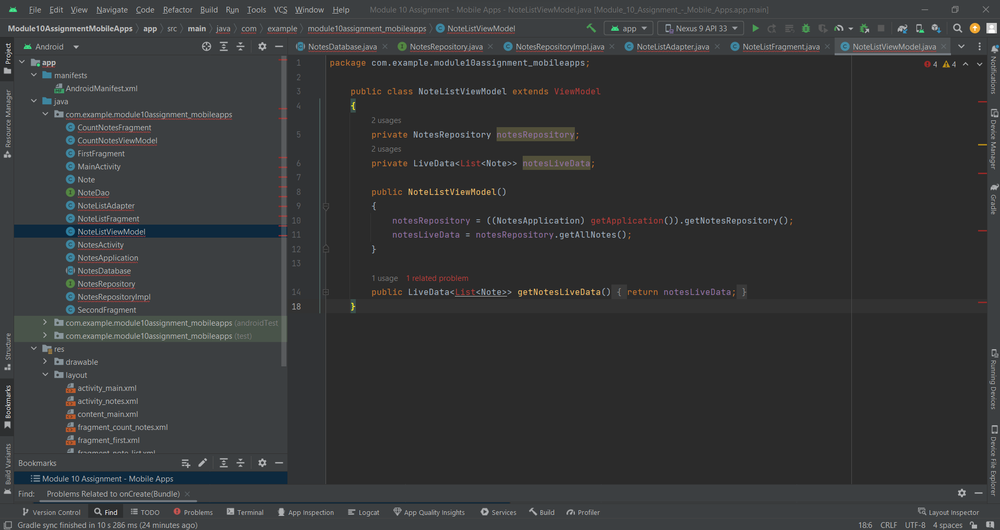 File Edit View Navigate Code Refactor Build Run Tools VCS Window Help Module 10 Assignment - Mobile Apps - NoteListViewModel.java [Module_10_Assignment_-_Mobile_Apps.app.main]
Module10AssignmentMobileApps app src main java com example module10assignment_mobileapps NoteListViewModel app Nexus 9 API 33
Android
NotesDatabase.java NotesRepository.java NotesRepositoryImpl.java NoteListAdapter.java NoteListFragment.java NoteListViewModel.java
Project
Resource Manager
Structure
Bookmarks
Build Variants
app
manifests
AndroidManifest.xml
java
com.example.module10assignment_mobileapps
CountNotesFragment
CountNotesViewModel
FirstFragment
MainActivity
Note
NoteDao
NoteListAdapter
NoteListFragment
NoteListViewModel
NotesActivity
NotesApplication
NotesDatabase
NotesRepository
NotesRepositoryImpl
SecondFragment
com.example.module10assignment_mobileapps (androidTest
com.example.module10assignment_mobileapps (test)
res
drawable
layout
activity_main.xml
activity_notes.xml
content_main.xml
fragment_count_notes.xml
fragment_first.xml
fragment_note_list.xml
Bookmarks
Module 10 Assignment - Mobile Apps
4 4
1 package com.example.module10assignment_mobileapps;
2
3 public class NoteListViewModel extends ViewModel
4 {
2 usages
5 private NotesRepository notesRepository;
2 usages
6 private LiveData<List<Note>> notesLiveData;
7
8 public NoteListViewModel()
9 {
10 notesRepository = ((NotesApplication) getApplication()).getNotesRepository();
11 notesLiveData = notesRepository.getAllNotes();
12 }
13
1 usage 1 related problem
14 public LiveData<List<Note>> getNotesLiveData() { return notesLiveData; }
18 }
Notifications
Device Manager
Gradle
Running Devices
Device File Explorer
Find: Problems Related to onCreate(Bundle)
Version Control Find TODO Problems Terminal App Inspection Logcat App Quality Insights Services Build Profiler Layout Inspector
Gradle sync finished in 10 s 286 ms (24 minutes ago) 18:6 CRLF UTF-8 4 spaces